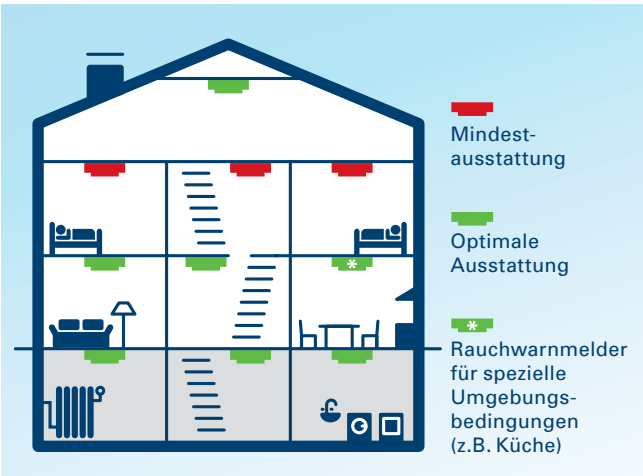 Mindest-
ausstattung
Optimale
Ausstattung
*
Rauchwarnmelder
für spezielle
Umgebungs-
bedingungen
(z.B. Küche)
*